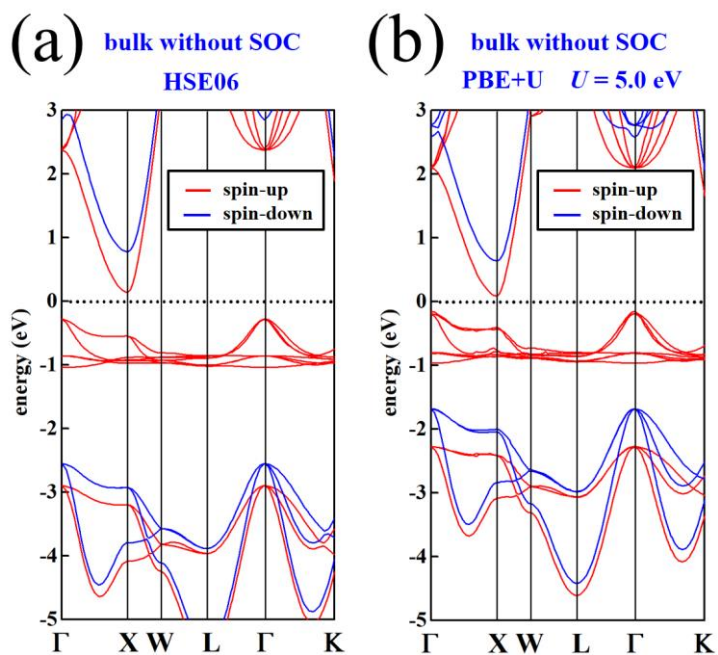 (a) bulk without SOC
HSE06
energy (eV)
3
2
1
0
-1
-2
-3
-4
-5
spin-up
spin-down
Γ X W L Γ K
(b) bulk without SOC
PBE+U U = 5.0 eV
energy (eV)
3
2
1
0
-1
-2
-3
-4
-5
spin-up
spin-down
Γ X W L Γ K